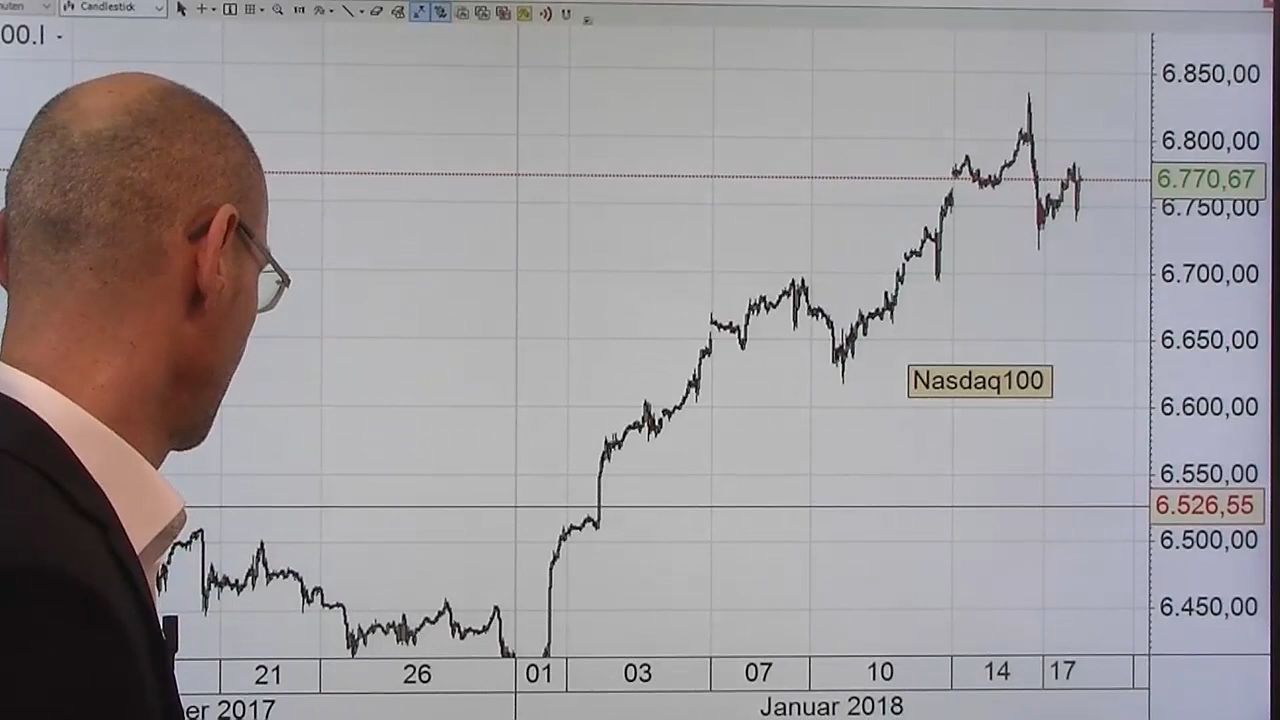 nuten
Candlestick
00.I -
6.850,00
6.800,00
6.770,67
6.750,00
6.700,00
6.650,00
Nasdaq100
6.600,00
6.550,00
6.526,55
6.500,00
6.450,00
21 26 01 03 07 10 14 17
er 2017 Januar 2018